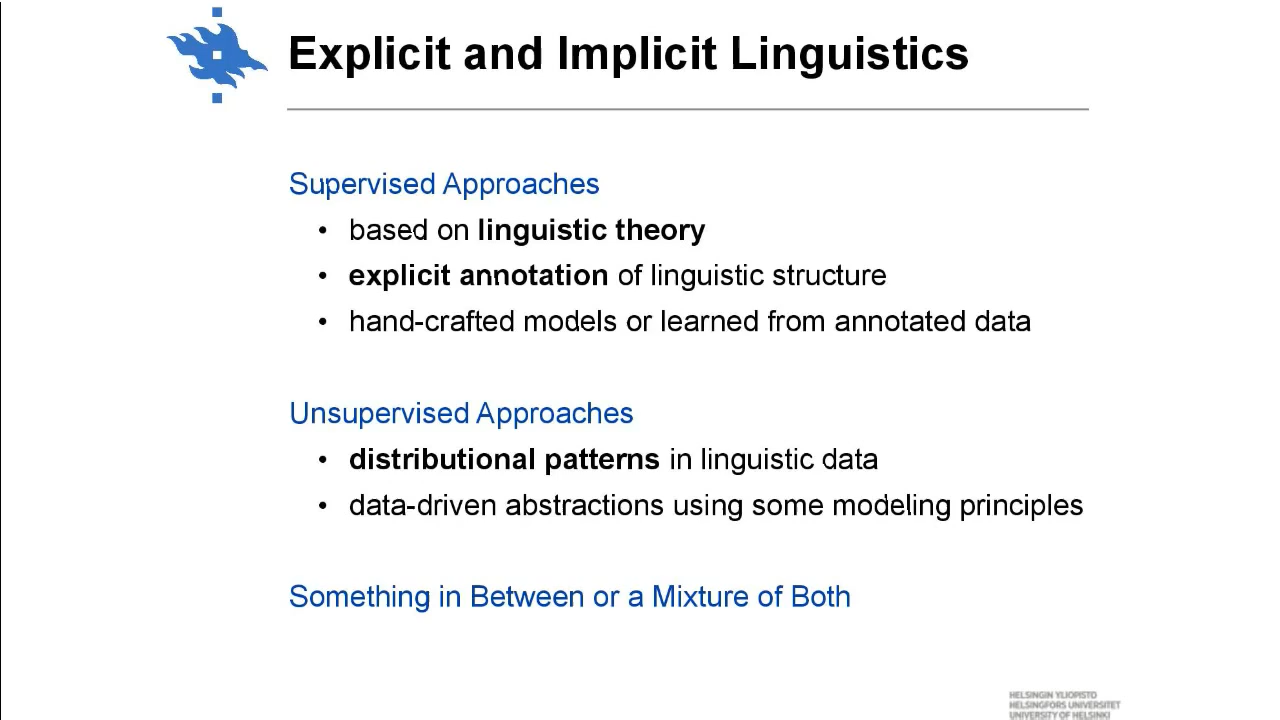 Explicit and Implicit Linguistics
Supervised Approaches
• based on linguistic theory
• explicit annotation of linguistic structure
• hand-crafted models or learned from annotated data
Unsupervised Approaches
• distributional patterns in linguistic data
• data-driven abstractions using some modeling principles
Something in Between or a Mixture of Both
HELSINGIN YLIOPISTO
HELSINGFORS UNIVERSITET
UNIVERSITY OF HELSINKI